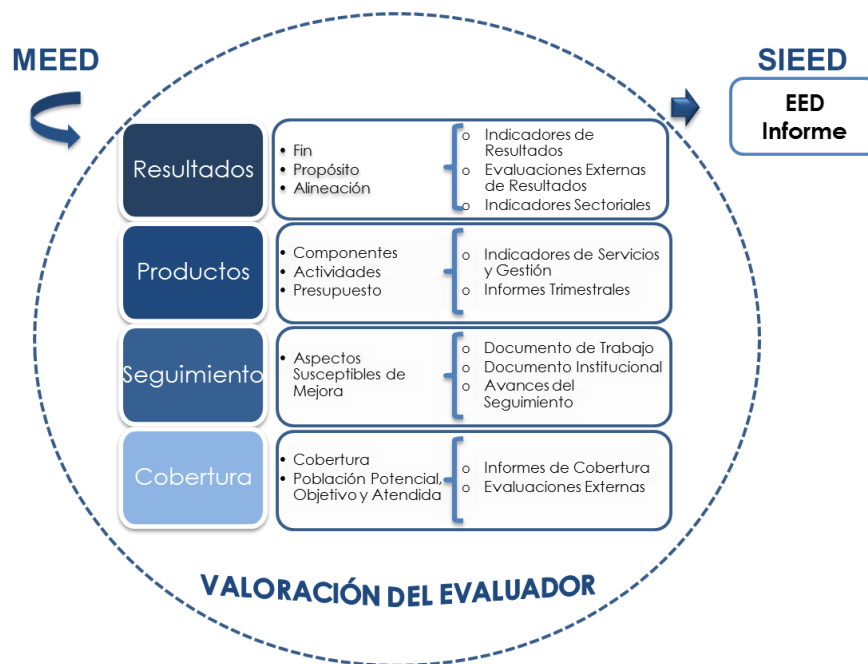 MEED
SIEED
EED
Informe
Resultados
• Fin
• Propósito
• Alineación
o Indicadores de
Resultados
o Evaluaciones Externas
de Resultados
o Indicadores Sectoriales
Productos
• Componentes
• Actividades
• Presupuesto
o Indicadores de Servicios
y Gestión
o Informes Trimestrales
Seguimiento
• Aspectos
Susceptibles de
Mejora
o Documento de Trabajo
o Documento Institucional
o Avances del
Seguimiento
Cobertura
• Cobertura
• Población Potencial,
Objetivo y Atendida
o Informes de Cobertura
o Evaluaciones Externas
VALORACIÓN DEL EVALUADOR